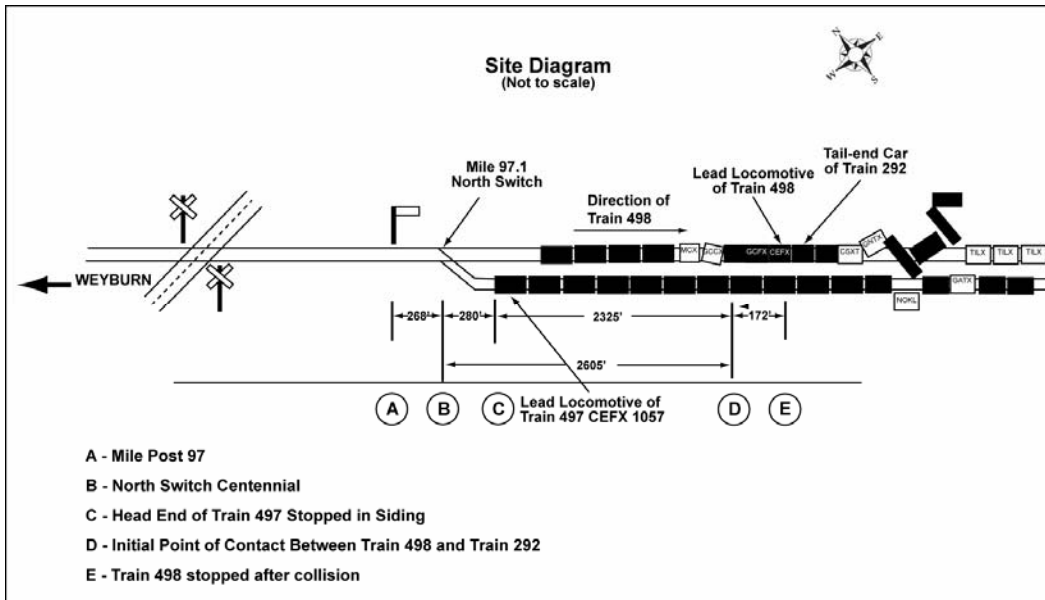 Site Diagram
(Not to scale)
N
E
W
S
Mile 97.1
North Switch
Direction of
Train 498
Lead Locomotive
of Train 498
Tail-end Car
of Train 292
WEYBURN
MCX
GCCX
GCFX
CEFX
CGXT
GNTX
TILX
TILX
TILX
GATX
NOKL
268'
280'
2325'
172'
2605'
Lead Locomotive of
Train 497 CEFX 1057
A
B
C
D
E
A - Mile Post 97
B - North Switch Centennial
C - Head End of Train 497 Stopped in Siding
D - Initial Point of Contact Between Train 498 and Train 292
E - Train 498 stopped after collision